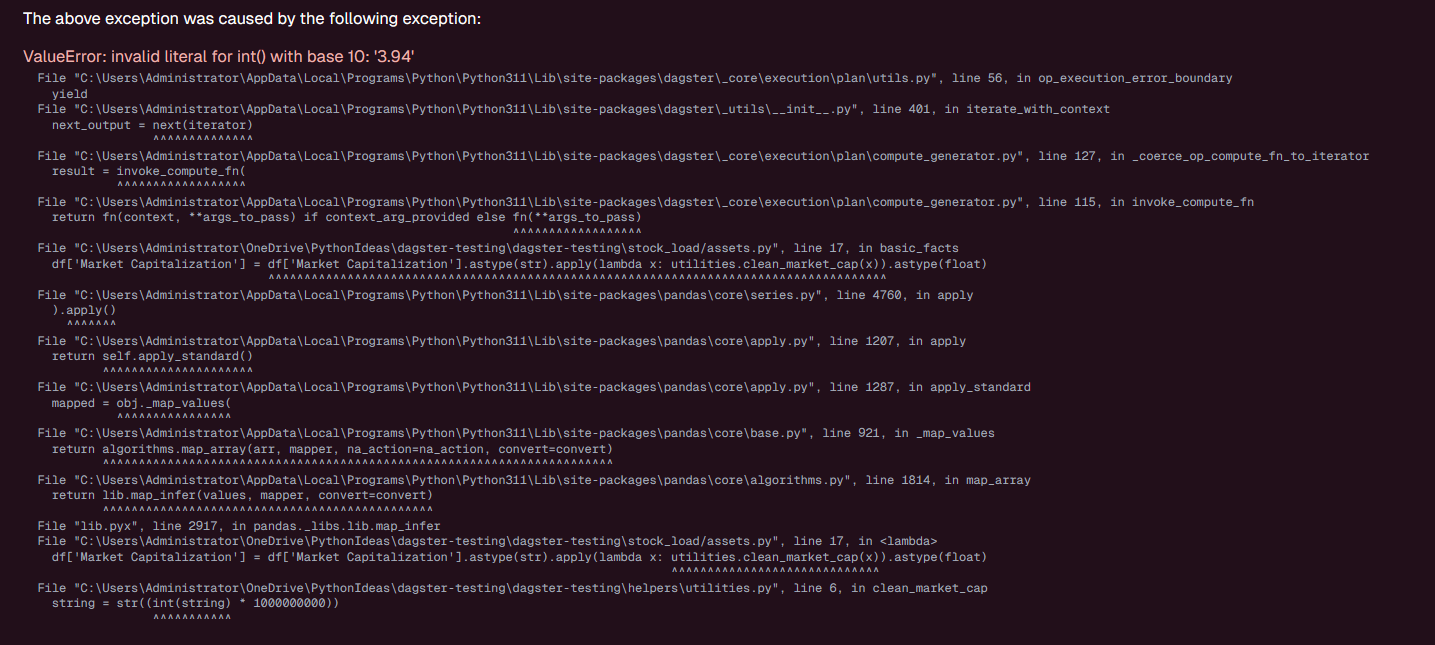 The above exception was caused by the following exception:
ValueError: invalid literal for int() with base 10: '3.94'
File "C:\Users\Administrator\AppData\Local\Programs\Python\Python311\Lib\site-packages\dagster\_core\execution\plan\utils.py", line 56, in op_execution_error_boundary
yield
File "C:\Users\Administrator\AppData\Local\Programs\Python\Python311\Lib\site-packages\dagster\_utils\__init__.py", line 401, in iterate_with_context
next_output = next(iterator)
^^^^^^^^^^^^^^
File "C:\Users\Administrator\AppData\Local\Programs\Python\Python311\Lib\site-packages\dagster\_core\execution\plan\compute_generator.py", line 127, in _coerce_op_compute_fn_to_iterator
result = invoke_compute_fn(
^^^^^^^^^^^^^^^^^^
File "C:\Users\Administrator\AppData\Local\Programs\Python\Python311\Lib\site-packages\dagster\_core\execution\plan\compute_generator.py", line 115, in invoke_compute_fn
return fn(context, **args_to_pass) if context_arg_provided else fn(**args_to_pass)
^^^^^^^^^^^^^^^^^^
File "C:\Users\Administrator\OneDrive\PythonIdeas\dagster-testing\dagster-testing\stock_load/assets.py", line 17, in basic_facts
df['Market Capitalization'] = df['Market Capitalization'].astype(str).apply(lambda x: utilities.clean_market_cap(x)).astype(float)
^^^^^^^^^^^^^^^^^^^^^^^^^^^^^^^^^^^^^^^^^^^^^^^^^^^^^^^^^^^^^^^^^^^^^^^^^^^^^^^^^^^^^^
File "C:\Users\Administrator\AppData\Local\Programs\Python\Python311\Lib\site-packages\pandas\core\series.py", line 4760, in apply
).apply()
^^^^^^^
File "C:\Users\Administrator\AppData\Local\Programs\Python\Python311\Lib\site-packages\pandas\core\apply.py", line 1207, in apply
return self.apply_standard()
^^^^^^^^^^^^^^^^^^^^^
File "C:\Users\Administrator\AppData\Local\Programs\Python\Python311\Lib\site-packages\pandas\core\apply.py", line 1287, in apply_standard
mapped = obj._map_values(
^^^^^^^^^^^^^^^^
File "C:\Users\Administrator\AppData\Local\Programs\Python\Python311\Lib\site-packages\pandas\core\base.py", line 921, in _map_values
return algorithms.map_array(arr, mapper, na_action=na_action, convert=convert)
^^^^^^^^^^^^^^^^^^^^^^^^^^^^^^^^^^^^^^^^^^^^^^^^^^^^^^^^^^^^^^^^^^^^^^^
File "C:\Users\Administrator\AppData\Local\Programs\Python\Python311\Lib\site-packages\pandas\core\algorithms.py", line 1814, in map_array
return lib.map_infer(values, mapper, convert=convert)
^^^^^^^^^^^^^^^^^^^^^^^^^^^^^^^^^^^^^^^^^^^^^^
File "lib.pyx", line 2917, in pandas._libs.lib.map_infer
File "C:\Users\Administrator\OneDrive\PythonIdeas\dagster-testing\dagster-testing\stock_load/assets.py", line 17, in <lambda>
df['Market Capitalization'] = df['Market Capitalization'].astype(str).apply(lambda x: utilities.clean_market_cap(x)).astype(float)
^^^^^^^^^^^^^^^^^^^^^^^^^^^^^
File "C:\Users\Administrator\OneDrive\PythonIdeas\dagster-testing\dagster-testing\helpers\utilities.py", line 6, in clean_market_cap
string = str((int(string) * 1000000000))
^^^^^^^^^^^